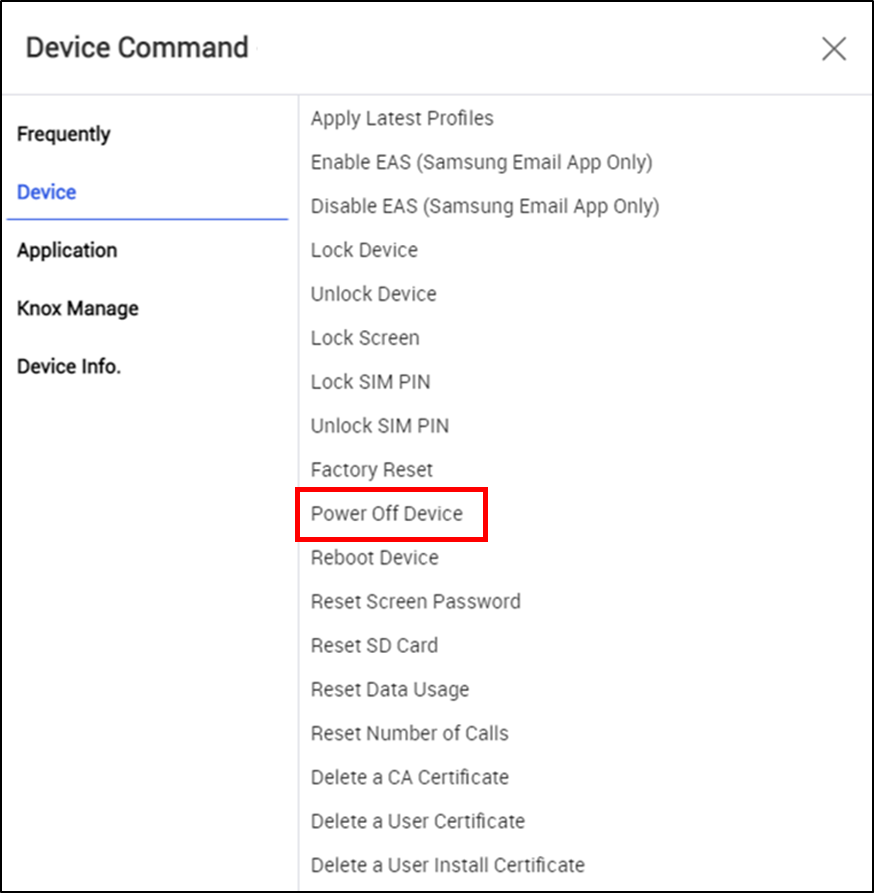 Device Command
Frequently
Device
Application
Knox Manage
Device Info.
Apply Latest Profiles
Enable EAS (Samsung Email App Only)
Disable EAS (Samsung Email App Only)
Lock Device
Unlock Device
Lock Screen
Lock SIM PIN
Unlock SIM PIN
Factory Reset
Power Off Device
Reboot Device
Reset Screen Password
Reset SD Card
Reset Data Usage
Reset Number of Calls
Delete a CA Certificate
Delete a User Certificate
Delete a User Install Certificate